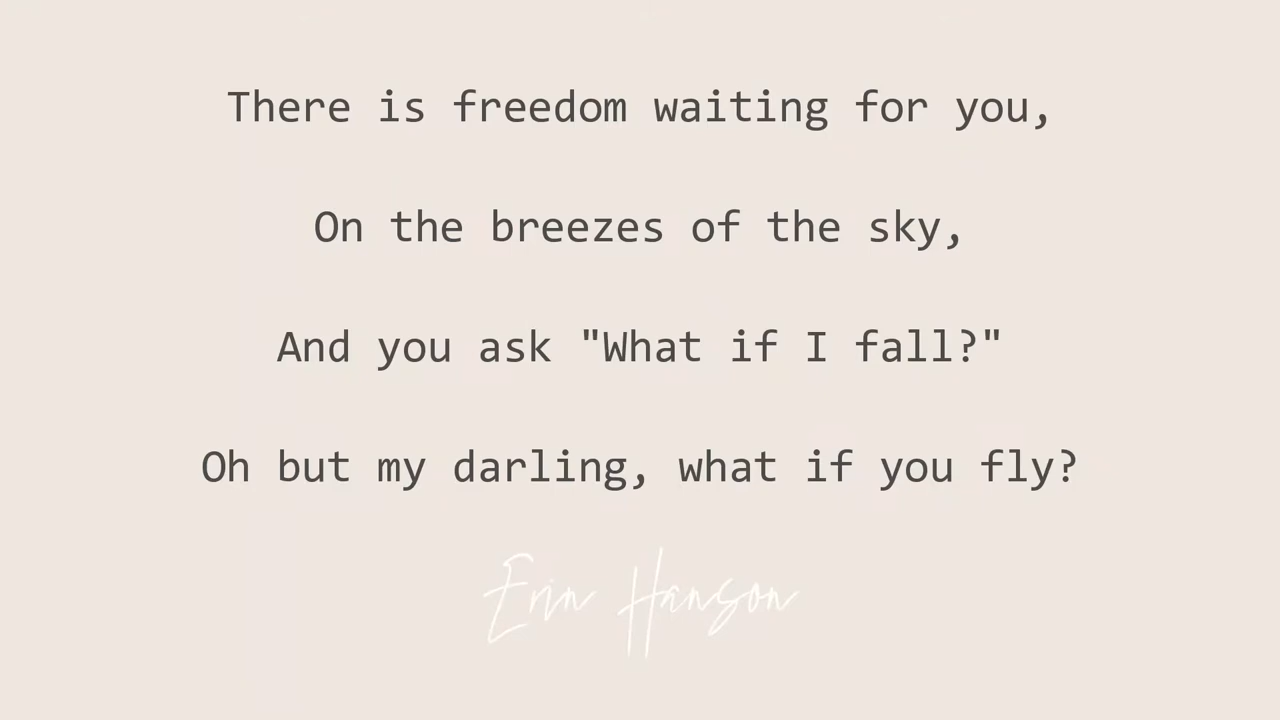 There is freedom waiting for you,
On the breezes of the sky,
And you ask "What if I fall?"
Oh but my darling, what if you fly?
Erin Hanson